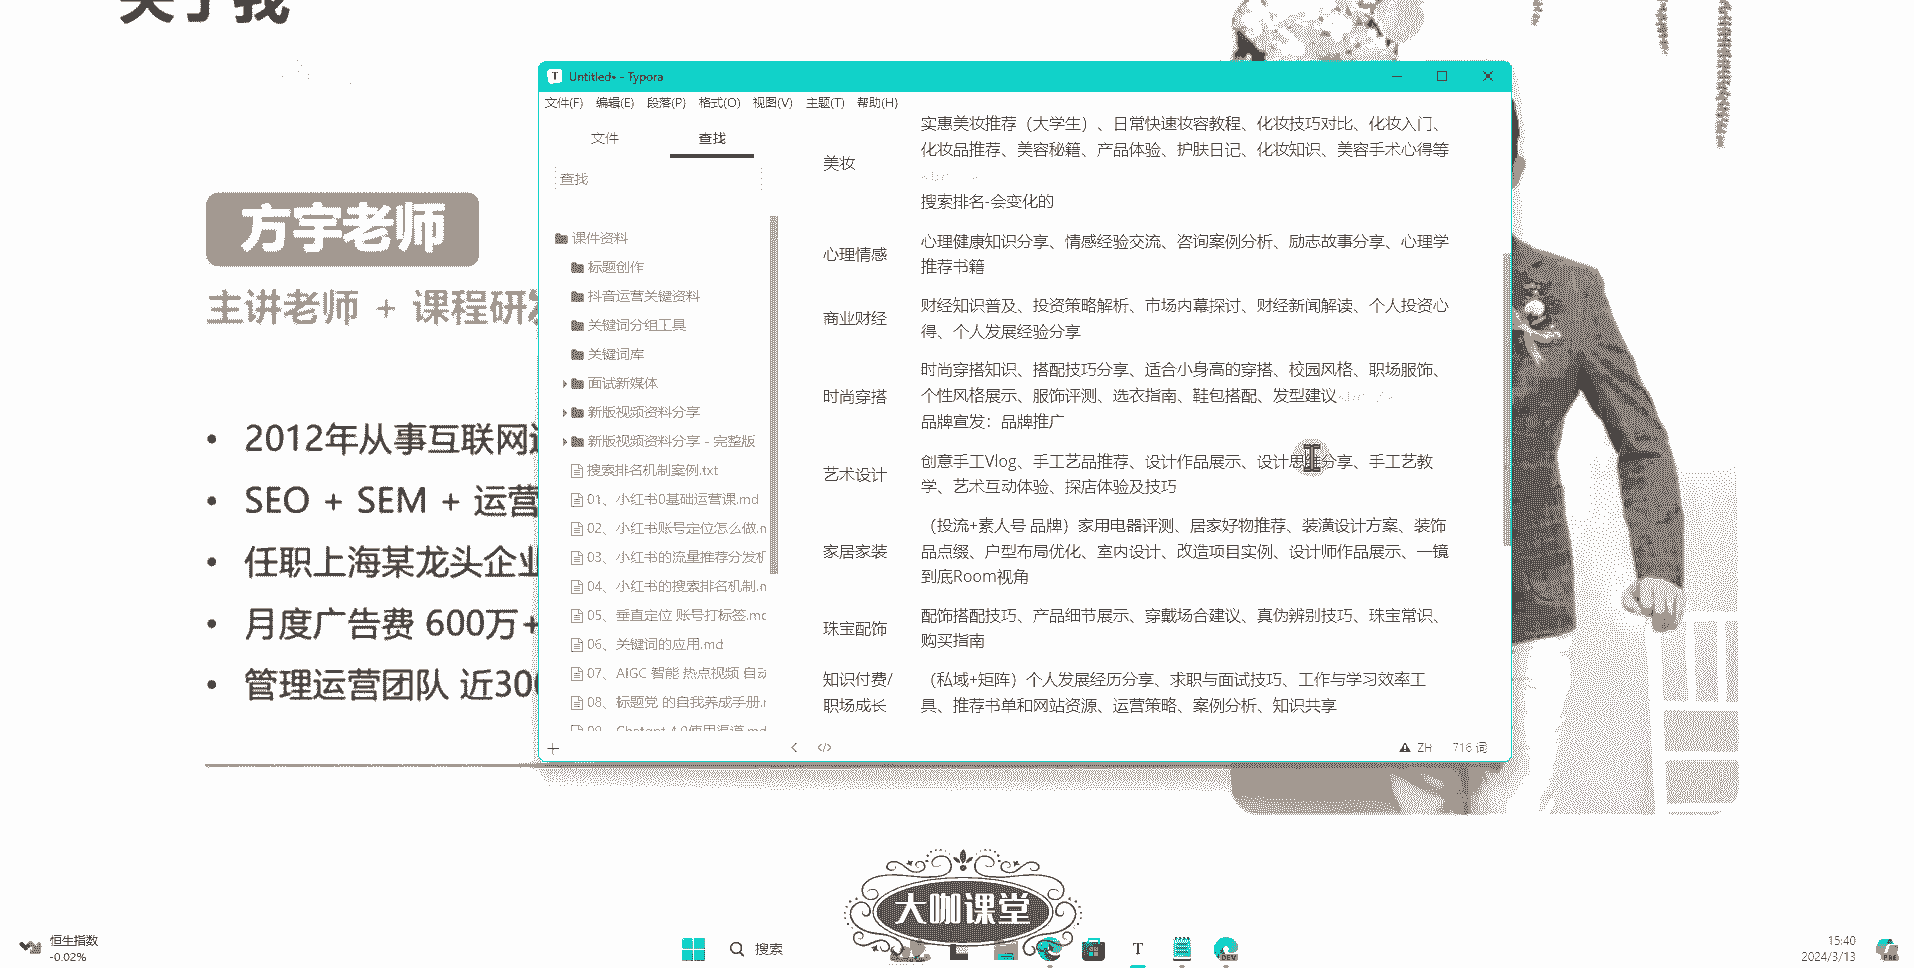 关于我
方宇老师
主讲老师 + 课程研发
2012年从事互联网
SEO + SEM + 运营
任职上海某龙头企业
月度广告费 600万+
管理运营团队 近300
Untitled• - Typora
文件(F) 编辑(E) 段落(P) 格式(O) 视图(V) 主题(T) 帮助(H)
文件 查找
查找
课件资料
标题创作
抖音运营关键资料
关键词分组工具
关键词库
面试新媒体
新版视频资料分享
新版视频资料分享 - 完整版
搜索排名机制案例.txt
01、小红书0基础运营课.md
02、小红书账号定位怎么做.m
03、小红书的流量推荐分发机
04、小红书的搜索排名机制.m
05、垂直定位 账号打标签.md
06、关键词的应用.md
07、AIGC 智能 热点视频 自动
08、标题党 的自我养成手册.m
09、Chatgpt 4.0使用渠道.md
美妆
实惠美妆推荐（大学生）、日常快速妆容教程、化妆技巧对比、化妆入门、
化妆品推荐、美容秘籍、产品体验、护肤日记、化妆知识、美容手术心得等
搜索排名-会变化的
心理情感
心理健康知识分享、情感经验交流、咨询案例分析、励志故事分享、心理学
推荐书籍
商业财经
财经知识普及、投资策略解析、市场内幕探讨、财经新闻解读、个人投资心
得、个人发展经验分享
时尚穿搭
时尚穿搭知识、搭配技巧分享、适合小身高的穿搭、校园风格、职场服饰、
个性风格展示、服饰评测、选衣指南、鞋包搭配、发型建议
品牌宣发：品牌推广
艺术设计
创意手工Vlog、手工艺品推荐、设计作品展示、设计思维分享、手工艺教
学、艺术互动体验、探店体验及技巧
家居家装
（投流+素人号 品牌）家用电器评测、居家好物推荐、装潢设计方案、装饰
品点缀、户型布局优化、室内设计、改造项目实例、设计师作品展示、一镜
到底Room视角
珠宝配饰
配饰搭配技巧、产品细节展示、穿戴场合建议、真伪辨别技巧、珠宝常识、
购买指南
知识付费/
职场成长
（私域+矩阵）个人发展经历分享、求职与面试技巧、工作与学习效率工
具、推荐书单和网站资源、运营策略、案例分析、知识共享
ZH 716 词
大咖课堂
恒生指数
-0.02%
搜索
15:40
2024/3/13